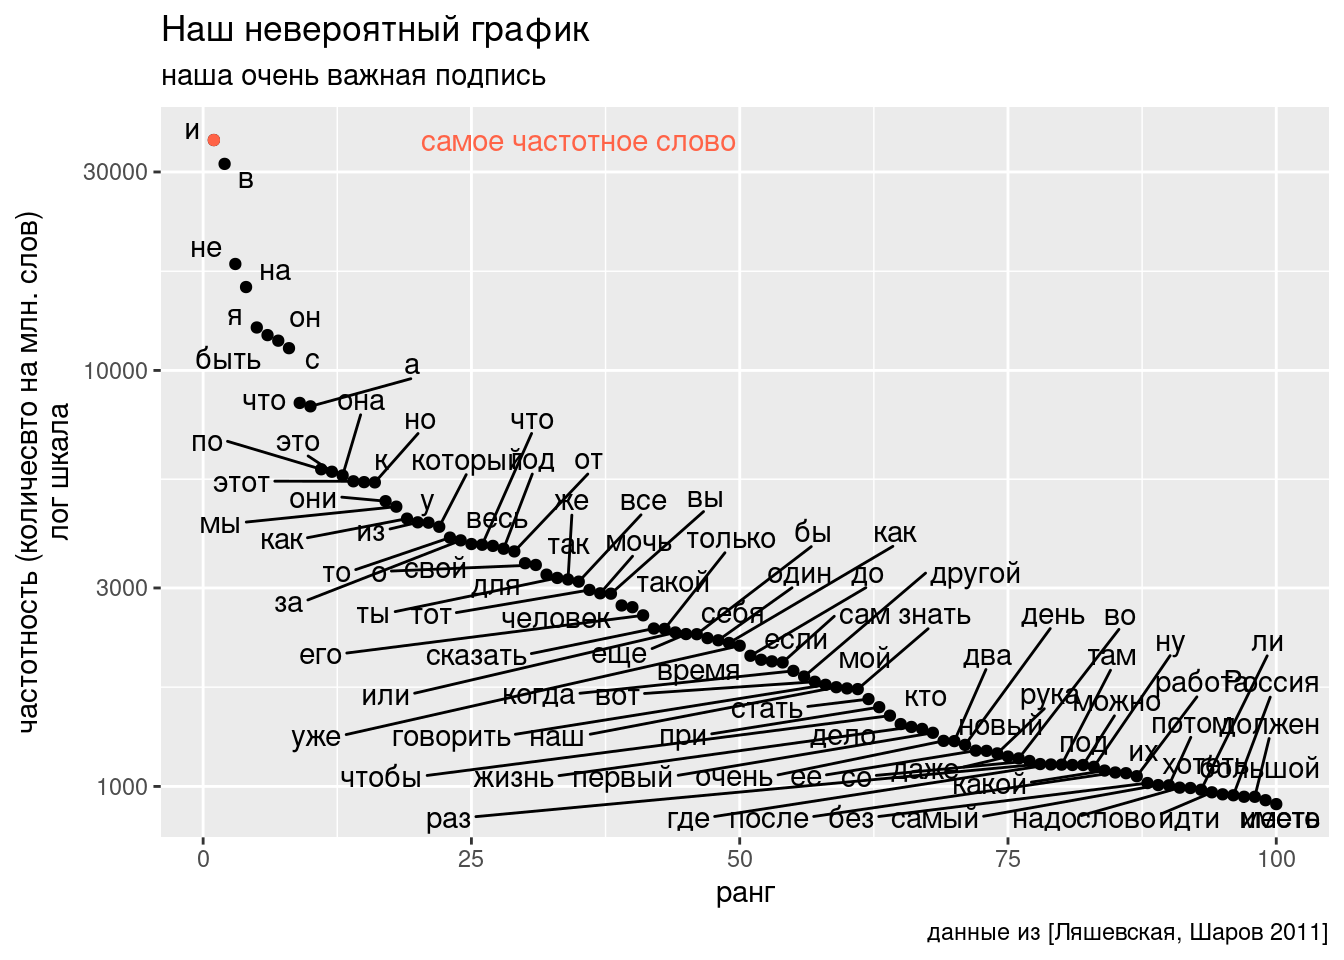 Наш невероятный график
наша очень важная подпись
частотность (количесвто на млн. слов)
лог шкала
30000
10000
3000
1000
и
самое частотное слово
в
не
на
я
он
быть
с
а
что
она
но
что
по
это
к
который
год
от
этот
они
у
же
все
вы
мы
как
из
весь
так
мочь
только
бы
как
то
о
свой
для
такой
один
до
другой
за
ты
тот
человек
себя
сам
знать
день
во
его
сказать
еще
если
мой
два
там
ну
ли
или
когда
вот
время
кто
рука
можно
работа
Россия
уже
говорить
наш
стать
при
дело
новый
под
их
потом
должен
чтобы
жизнь
первый
очень
ее
со
даже
какой
хотеть
большой
раз
где
после
без
самый
надо
слово
идти
иметь
0
25
50
75
100
ранг
данные из [Ляшевская, Шаров 2011]